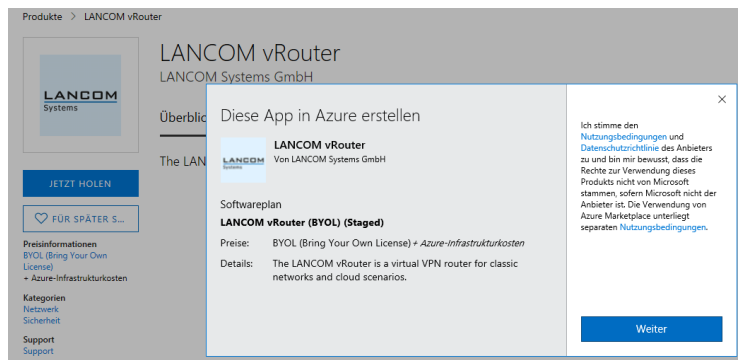 Produkte > LANCOM vRouter
LANCOM
Systems
LANCOM vRouter
LANCOM Systems GmbH
Überblic
The LAN
JETZT HOLEN
FÜR SPÄTER S...
Preisinformationen
BYOL (Bring Your Own
License)
+ Azure-Infrastrukturkosten
Kategorien
Netzwerk
Sicherheit
Support
Support
Diese App in Azure erstellen
LANCOM
Systems
LANCOM vRouter
Von LANCOM Systems GmbH
Softwareplan
LANCOM vRouter (BYOL) (Staged)
Preise: BYOL (Bring Your Own License) + Azure-Infrastrukturkosten
Details: The LANCOM vRouter is a virtual VPN router for classic
networks and cloud scenarios.
Ich stimme den
Nutzungsbedingungen und
Datenschutzrichtlinie des Anbieters
zu und bin mir bewusst, dass die
Rechte zur Verwendung dieses
Produkts nicht von Microsoft
stammen, sofern Microsoft nicht der
Anbieter ist. Die Verwendung von
Azure Marketplace unterliegt
separaten Nutzungsbedingungen.
Weiter